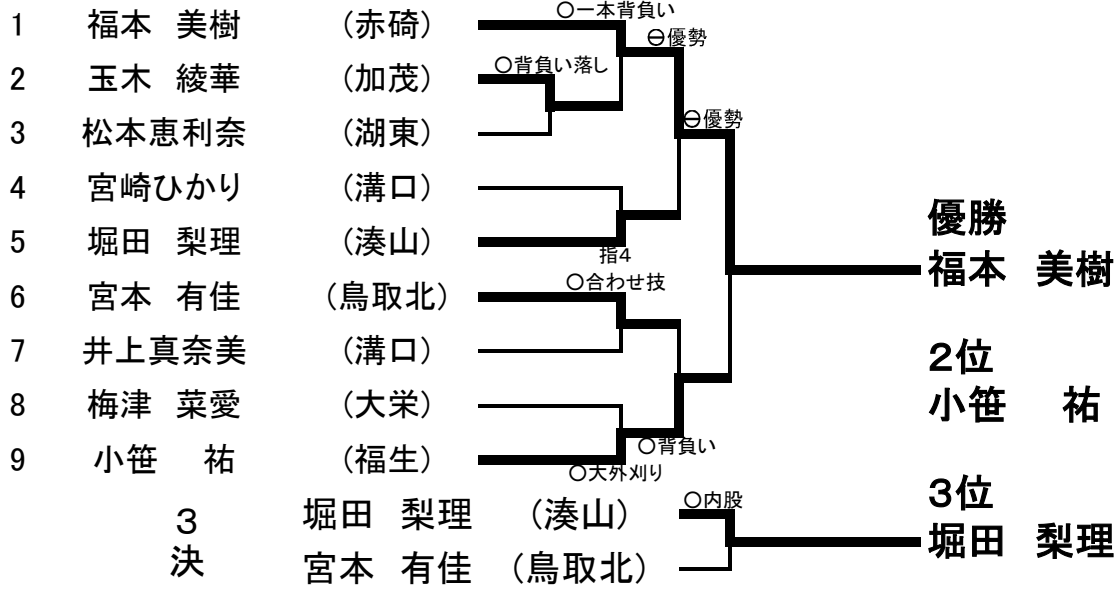 ○一本背負い
1 福本 美樹 (赤碕)
⊖優勢
○背負い落し
2 玉木 綾華 (加茂)
⊖優勢
3 松本恵利奈 (湖東)
4 宮崎ひかり (溝口)
優勝
5 堀田 梨理 (湊山)
指4
福本 美樹
○合わせ技
6 宮本 有佳 (鳥取北)
7 井上真奈美 (溝口)
2位
8 梅津 菜愛 (大栄)
小笹 祐
○背負い
9 小笹 祐 (福生)
○大外刈り
3位
○内股
3 堀田 梨理 (湊山)
堀田 梨理
決 宮本 有佳 (鳥取北)